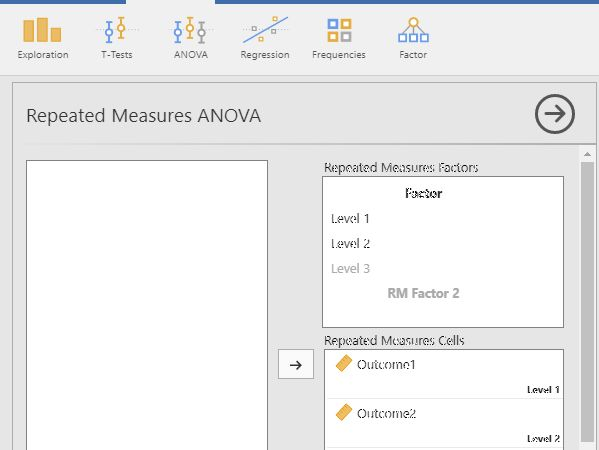 Exploration T-Tests ANOVA Regression Frequencies Factor
Repeated Measures ANOVA
Repeated Measures Factors
Factor
Level 1
Level 2
Level 3
RM Factor 2
Repeated Measures Cells
Outcome1
Level 1
Outcome2
Level 2